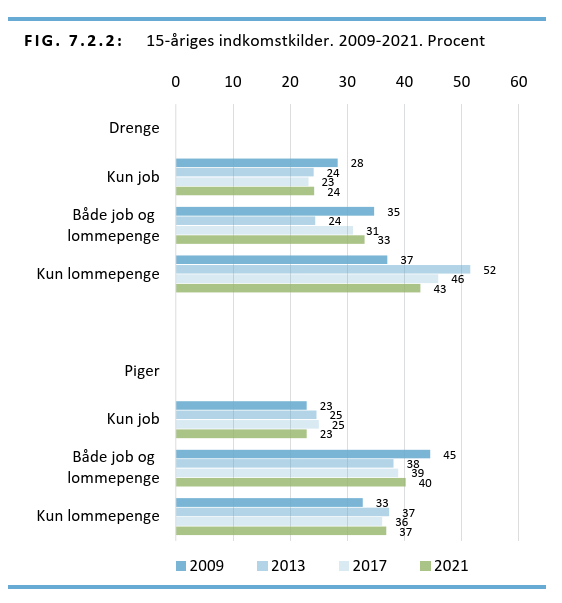 FIG. 7.2.2: 15-åriges indkomstkilder. 2009-2021. Procent
0 10 20 30 40 50 60
Drenge
Kun job
28
24
23
24
Både job og
lommepenge
35
24
31
33
Kun lommepenge
37
52
46
43
Piger
Kun job
23
25
25
23
Både job og
lommepenge
45
38
39
40
Kun lommepenge
33
37
36
37
2009 2013 2017 2021